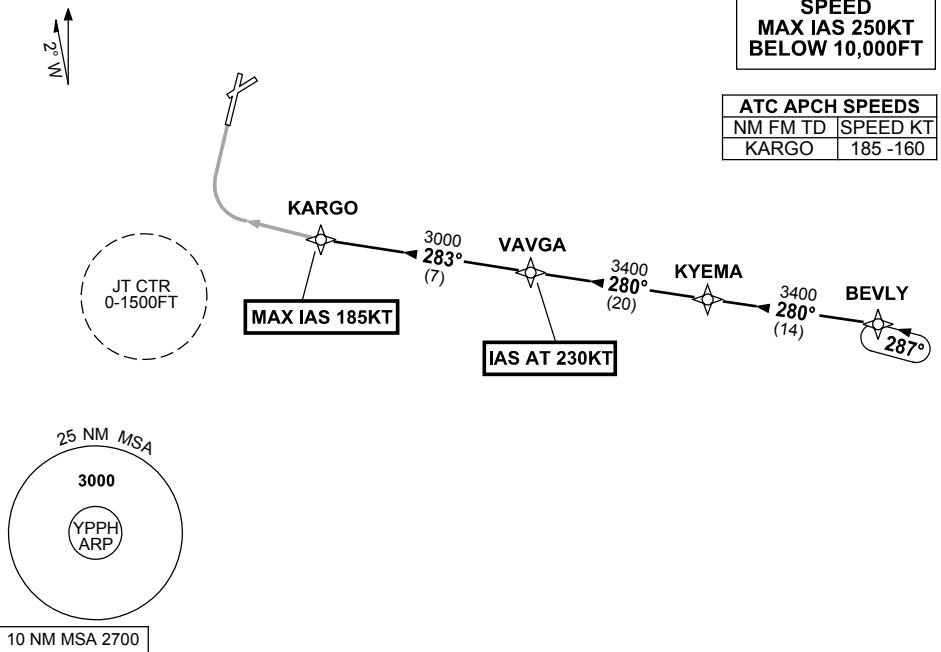 SPEED
MAX IAS 250KT
BELOW 10,000FT
2° W
ATC APCH SPEEDS
NM FM TD SPEED KT
KARGO 185 -160
KARGO
3000
283°
(7)
VAVGA
3400
280°
(20)
KYEMA
3400
280°
(14)
BEVLY
287°
JT CTR
0-1500FT
MAX IAS 185KT
IAS AT 230KT
25 NM MSA
3000
YPPH
ARP
10 NM MSA 2700